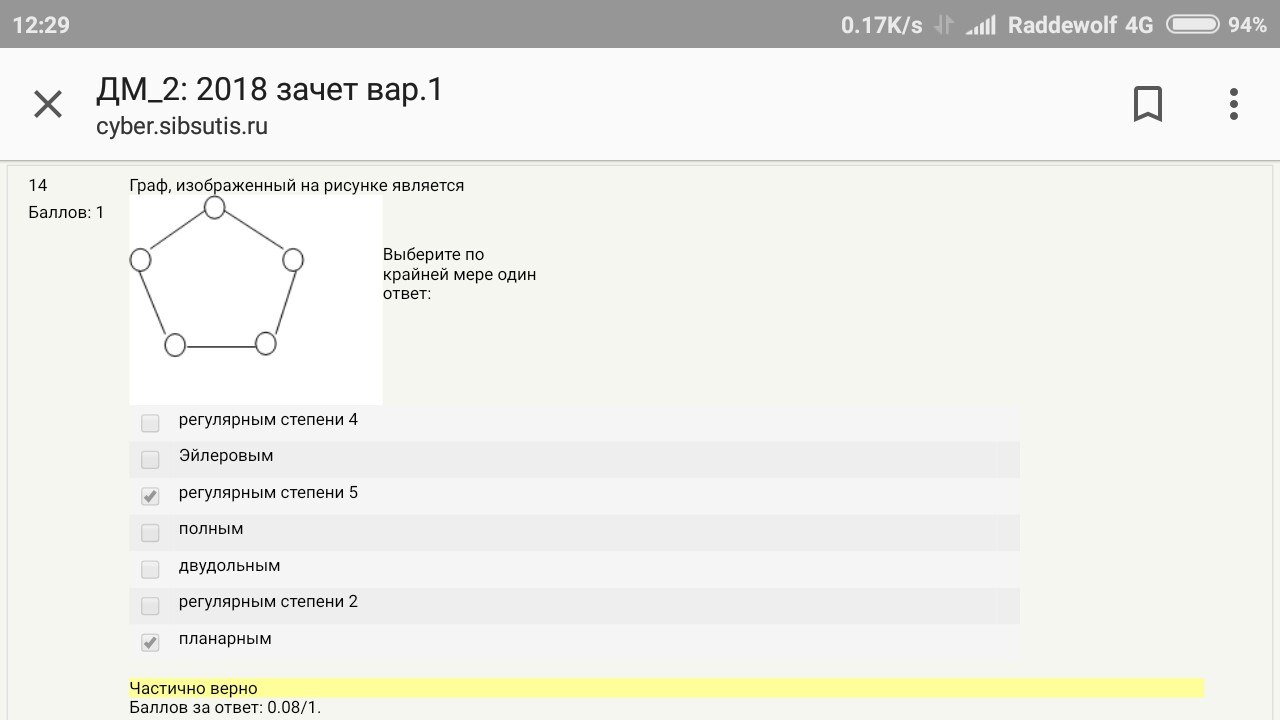 12:29
0.17K/s Raddewolf 4G 94%
ДМ_2: 2018 зачет вар.1
cyber.sibsutis.ru
14
Баллов: 1
Граф, изображенный на рисунке является
Выберите по
крайней мере один
ответ:
регулярным степени 4
Эйлеровым
регулярным степени 5
полным
двудольным
регулярным степени 2
планарным
Частично верно
Баллов за ответ: 0.08/1.